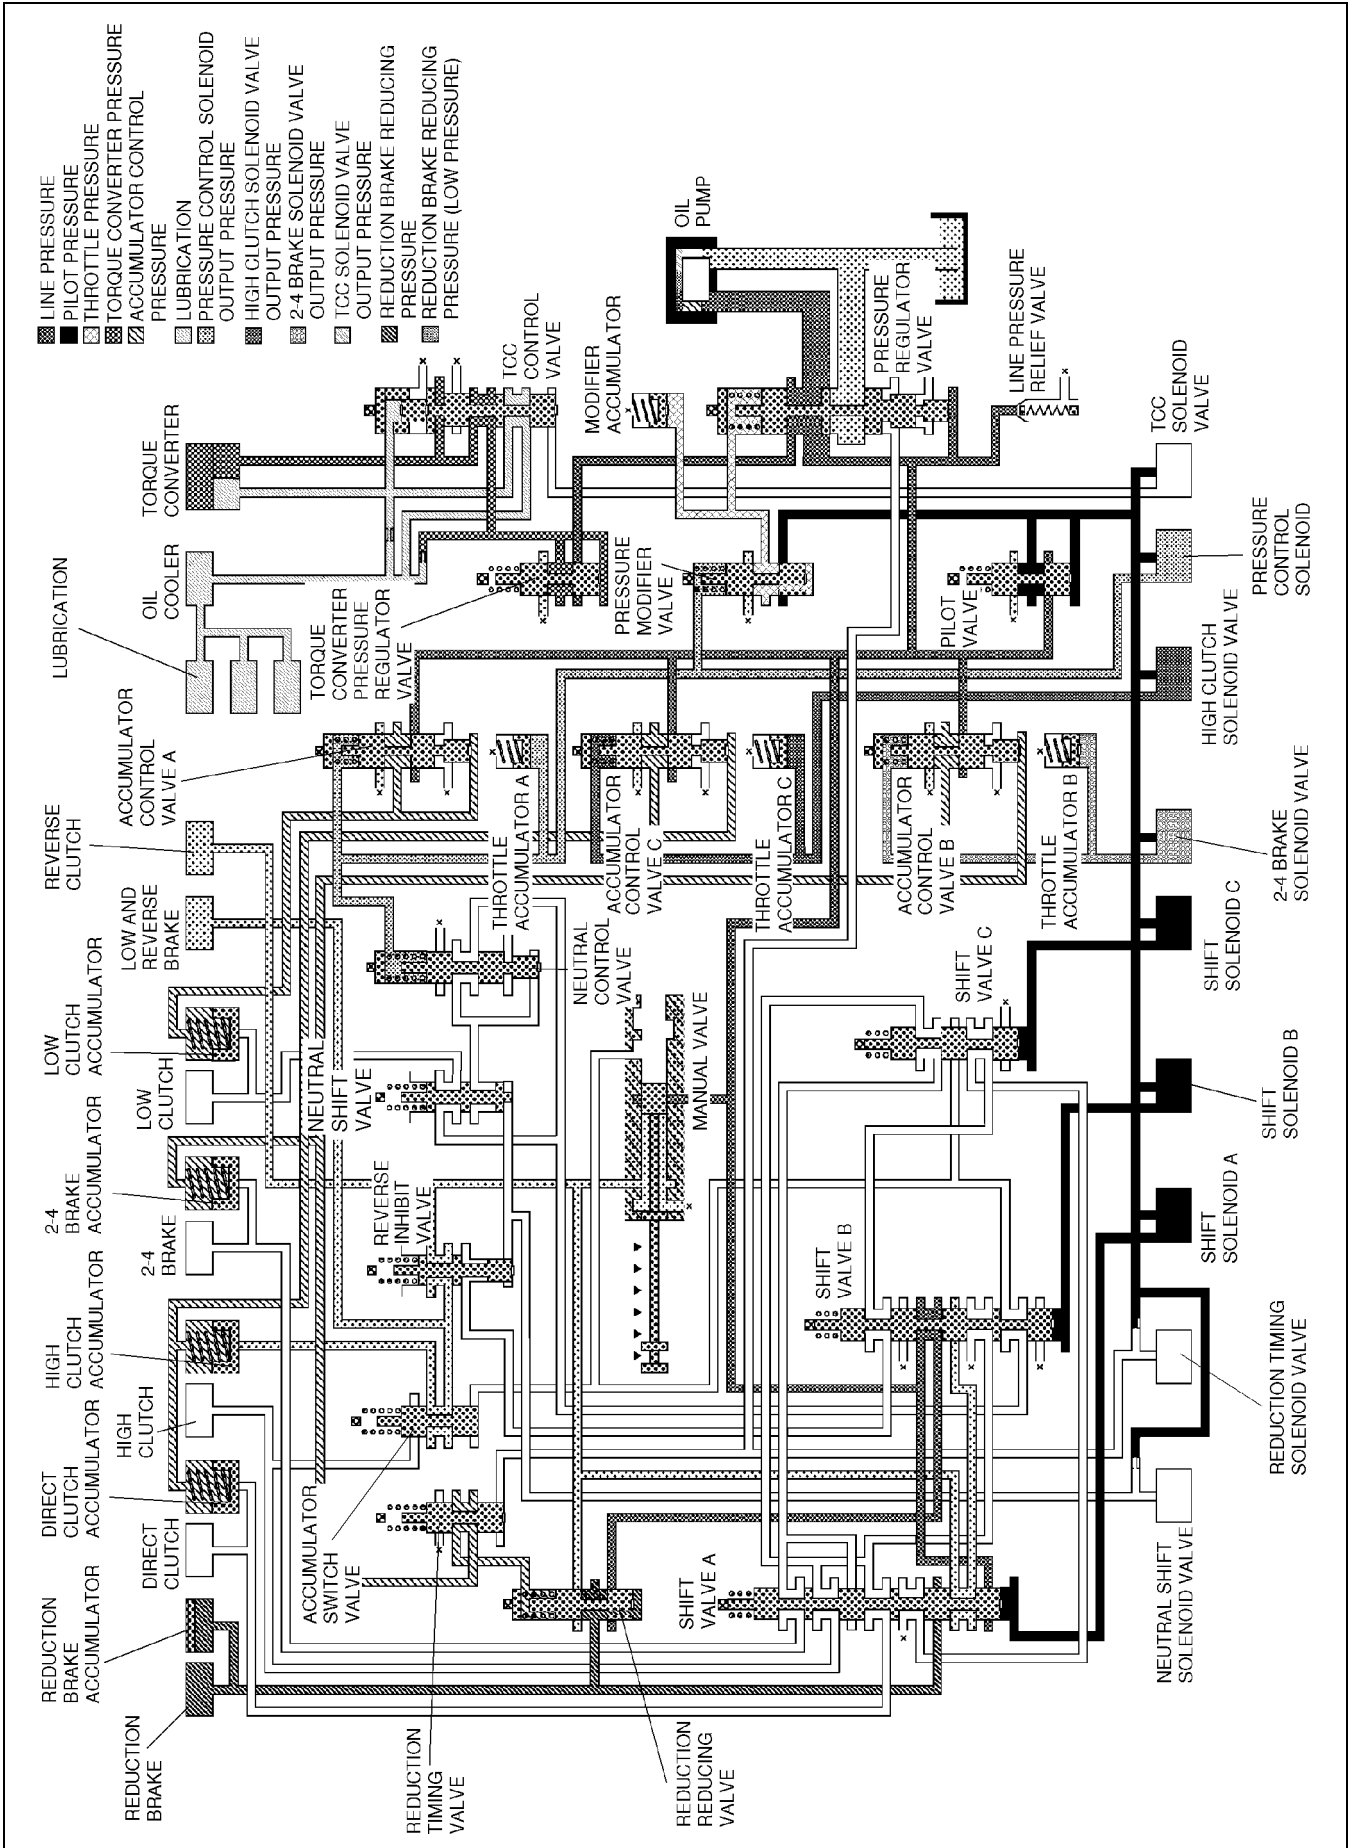 LINE PRESSURE
PILOT PRESSURE
THROTTLE PRESSURE
TORQUE CONVERTER PRESSURE
ACCUMULATOR CONTROL
PRESSURE
LUBRICATION
PRESSURE CONTROL SOLENOID
OUTPUT PRESSURE
HIGH CLUTCH SOLENOID VALVE
OUTPUT PRESSURE
2-4 BRAKE SOLENOID VALVE
OUTPUT PRESSURE
TCC SOLENOID VALVE
OUTPUT PRESSURE
REDUCTION BRAKE REDUCING
PRESSURE
REDUCTION BRAKE REDUCING
PRESSURE (LOW PRESSURE)
REDUCTION
BRAKE
REDUCTION
BRAKE
ACCUMULATOR
DIRECT
CLUTCH
DIRECT
CLUTCH
ACCUMULATOR
HIGH
CLUTCH
HIGH
CLUTCH
ACCUMULATOR
2-4
BRAKE
2-4
BRAKE
ACCUMULATOR
LOW
CLUTCH
LOW
CLUTCH
ACCUMULATOR
LOW AND
REVERSE
BRAKE
REVERSE
CLUTCH
ACCUMULATOR
CONTROL
VALVE A
LUBRICATION
OIL
COOLER
TORQUE
CONVERTER
TCC
CONTROL
VALVE
TORQUE
CONVERTER
PRESSURE
REGULATOR
VALVE
MODIFIER
ACCUMULATOR
OIL
PUMP
PRESSURE
REGULATOR
VALVE
LINE PRESSURE
RELIEF VALVE
PRESSURE
MODIFIER
VALVE
PILOT
VALVE
THROTTLE
ACCUMULATOR A
ACCUMULATOR
CONTROL
VALVE C
THROTTLE
ACCUMULATOR C
ACCUMULATOR
CONTROL
VALVE B
THROTTLE
ACCUMULATOR B
NEUTRAL
CONTROL
VALVE
NEUTRAL
SHIFT
VALVE
REVERSE
INHIBIT
VALVE
MANUAL VALVE
ACCUMULATOR
SWITCH
VALVE
REDUCTION
TIMING
VALVE
REDUCTION
REDUCING
VALVE
SHIFT
VALVE A
SHIFT
VALVE B
SHIFT
VALVE C
NEUTRAL SHIFT
SOLENOID VALVE
REDUCTION TIMING
SOLENOID VALVE
SHIFT
SOLENOID A
SHIFT
SOLENOID B
SHIFT
SOLENOID C
2-4 BRAKE
SOLENOID VALVE
HIGH CLUTCH
SOLENOID VALVE
PRESSURE
CONTROL
SOLENOID
TCC
SOLENOID
VALVE